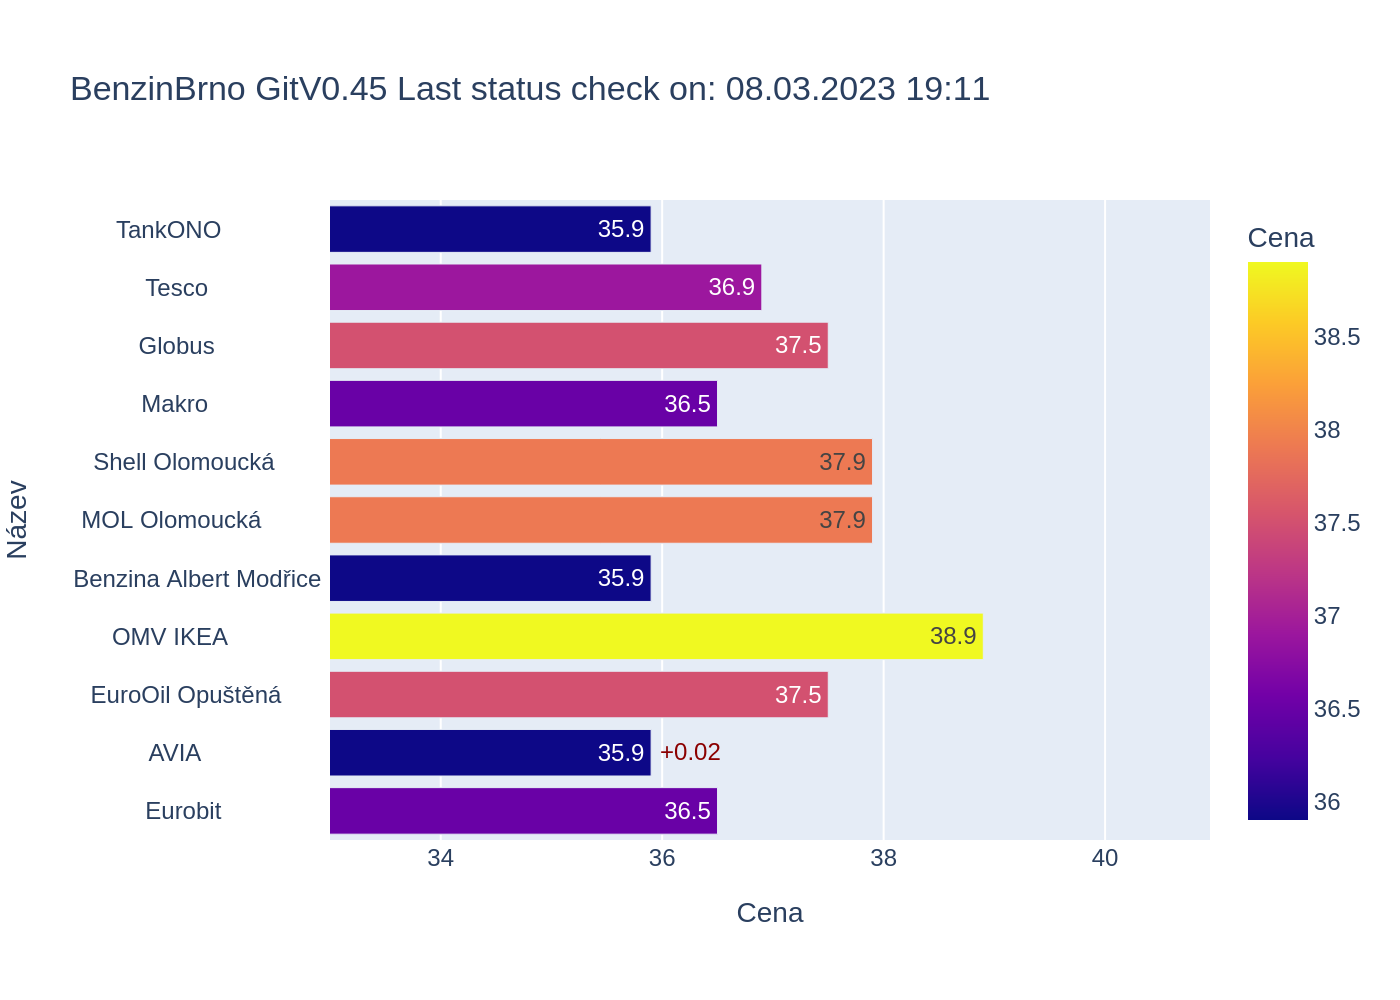 BenzinBrno GitV0.45 Last status check on: 08.03.2023 19:11
Název
TankONO 35.9
Tesco 36.9
Globus 37.5
Makro 36.5
Shell Olomoucká 37.9
MOL Olomoucká 37.9
Benzina Albert Modřice 35.9
OMV IKEA 38.9
EuroOil Opuštěná 37.5
AVIA 35.9 +0.02
Eurobit 36.5
34 36 38 40
Cena
Cena
38.5
38
37.5
37
36.5
36